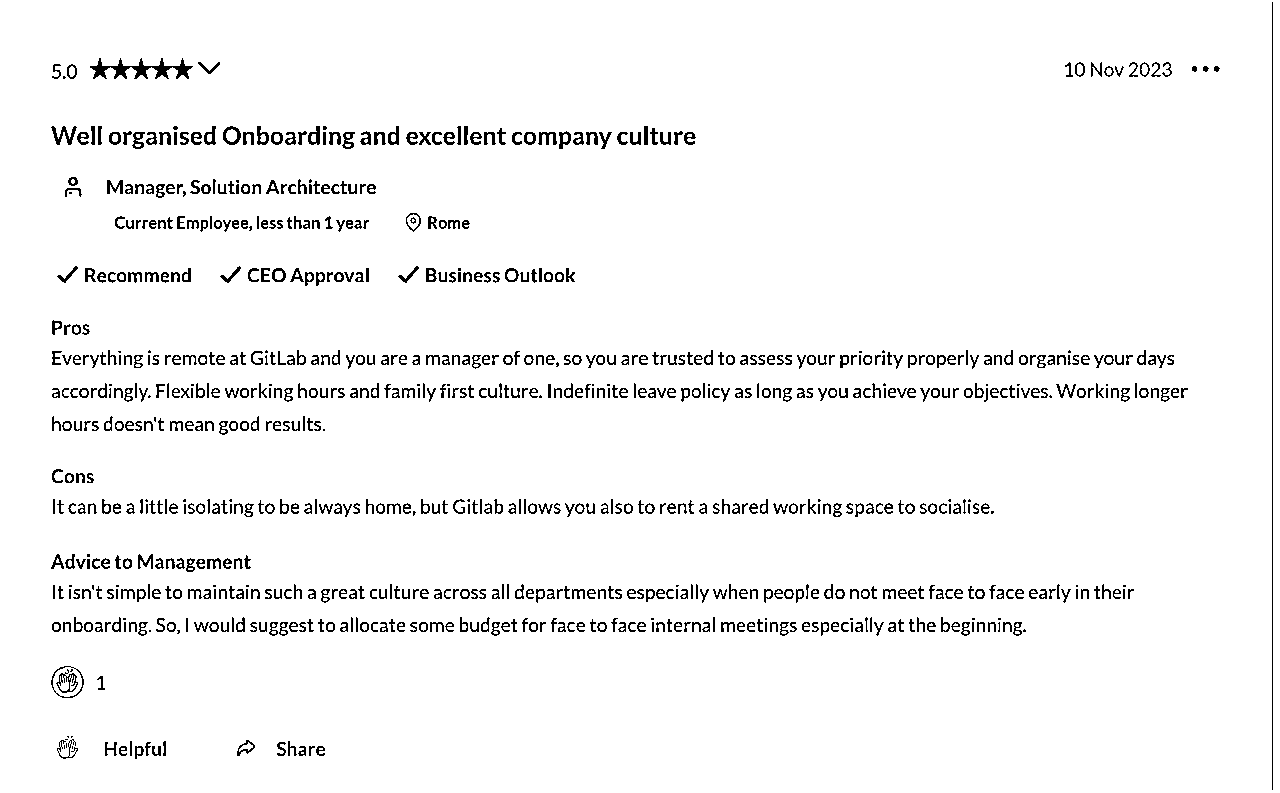 5.0
10 Nov 2023
Well organised Onboarding and excellent company culture
Manager, Solution Architecture
Current Employee, less than 1 year
Rome
Recommend
CEO Approval
Business Outlook
Pros
Everything is remote at GitLab and you are a manager of one, so you are trusted to assess your priority properly and organise your days
accordingly. Flexible working hours and family first culture. Indefinite leave policy as long as you achieve your objectives. Working longer
hours doesn't mean good results.
Cons
It can be a little isolating to be always home, but Gitlab allows you also to rent a shared working space to socialise.
Advice to Management
It isn't simple to maintain such a great culture across all departments especially when people do not meet face to face early in their
onboarding. So, I would suggest to allocate some budget for face to face internal meetings especially at the beginning.
1
Helpful
Share